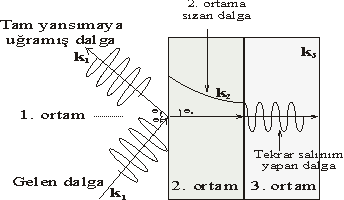 2. ortama
sızan dalga
Tam yansımaya
uğramış dalga
k₁
k₂
k₃
1. ortam
θ θ
θ.
Tekrar salınım
yapan dalga
Gelen dalga
k₁
2. ortam
3. ortam